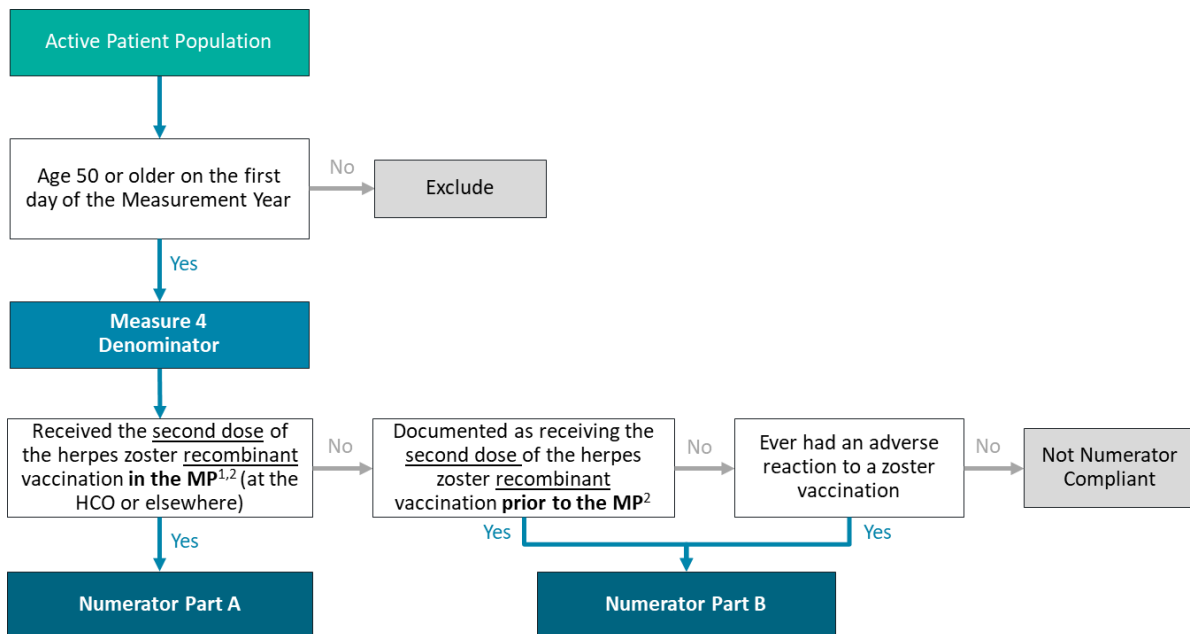 Active Patient Population
Age 50 or older on the first
day of the Measurement Year
No
Exclude
Yes
Measure 4
Denominator
Received the second dose of
the herpes zoster recombinant
vaccination in the MP1,2 (at the
HCO or elsewhere)
No
Documented as receiving the
second dose of the herpes
zoster recombinant
vaccination prior to the MP2
No
Ever had an adverse
reaction to a zoster
vaccination
No
Not Numerator
Compliant
Yes
Yes
Yes
Numerator Part A
Numerator Part B